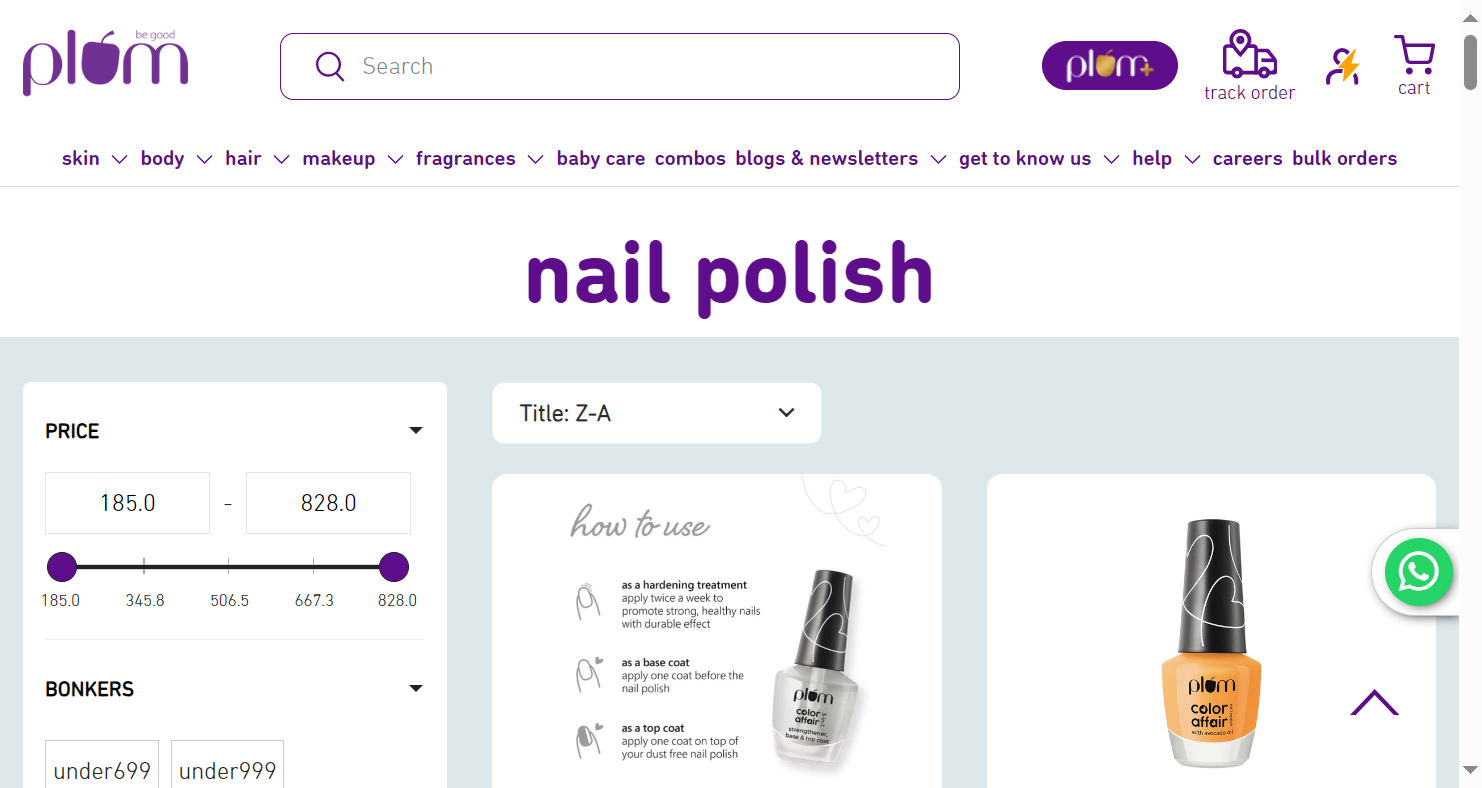 be good
plum
Search
plum+
track order
cart
skin body hair makeup fragrances baby care combos blogs & newsletters get to know us help careers bulk orders
nail polish
PRICE
185.0 - 828.0
185.0 345.8 506.5 667.3 828.0
BONKERS
under699 under999
Title: Z-A
how to use
as a hardening treatment
apply twice a week to
promote strong, healthy nails
with durable effect
as a base coat
apply one coat before the
nail polish
as a top coat
apply one coat on top of
your dust free nail polish
plum
color
affair
strengthener,
base & top coat
plum
color
affair
with avocado oil